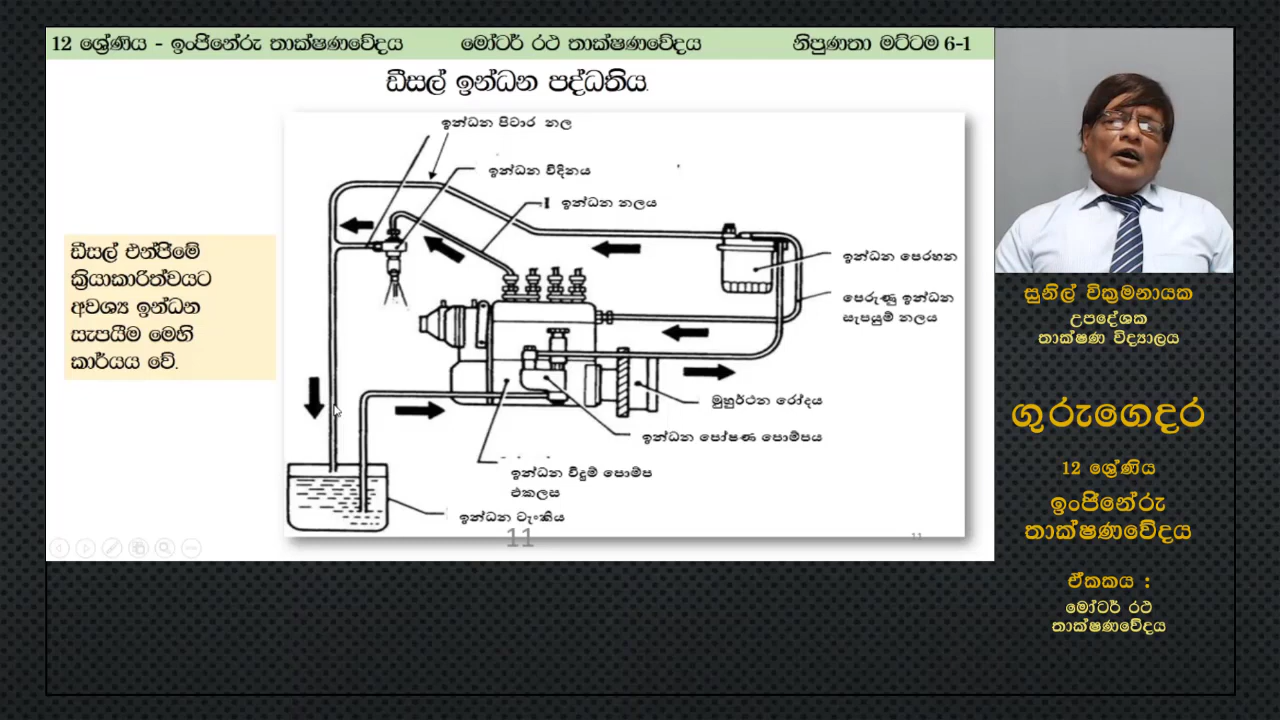 12 ශ්‍රේණිය - ඉංජිනේරු තාක්ෂණවේදය මෝටර් රථ තාක්ෂණවේදය නිපුණතා මට්ටම 6-1
ඩීසල් ඉන්ධන පද්ධතිය.
ඉන්ධන පිටාර නල
ඉන්ධන විදිනය
ඉන්ධන නලය
ඉන්ධන පෙරහන
පෙරුණු ඉන්ධන
සැපයුම් නලය
මුහුර්ථන රෝදය
ඉන්ධන පෝෂණ පොම්පය
ඉන්ධන විදුම් පොම්ප
එකලස
ඉන්ධන ටැංකිය
11
11
ඩීසල් එන්ජිමේ
ක්‍රියාකාරිත්වයට
අවශ්‍ය ඉන්ධන
සැපයීම මෙහි
කාර්යය වේ.
සුනිල් වික්‍රමනායක
උපදේශක
තාක්ෂණ විද්‍යාලය
ගුරුගෙදර
12 ශ්‍රේණිය
ඉංජිනේරු
තාක්ෂණවේදය
ඒකකය :
මෝටර් රථ
තාක්ෂණවේදය